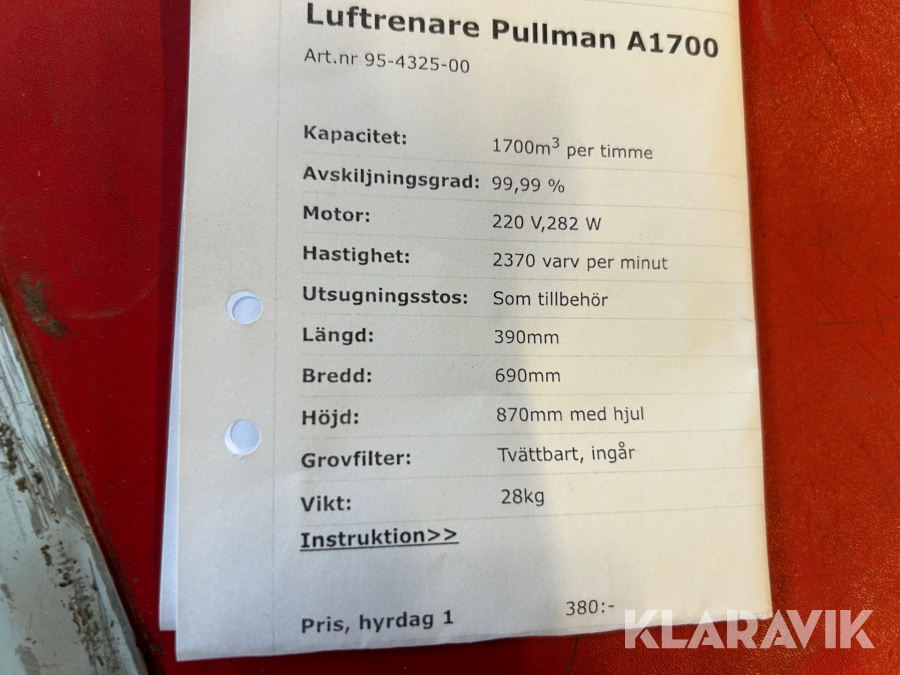 Luftrenare Pullman A1700
Art.nr 95-4325-00
Kapacitet: 1700m³ per timme
Avskiljningsgrad: 99,99 %
Motor: 220 V,282 W
Hastighet: 2370 varv per minut
Utsugningsstos: Som tillbehör
Längd: 390mm
Bredd: 690mm
Höjd: 870mm med hjul
Grovfilter: Tvättbart, ingår
Vikt: 28kg
Instruktion>>
Pris, hyrdag 1 380:-
KLARAVIK